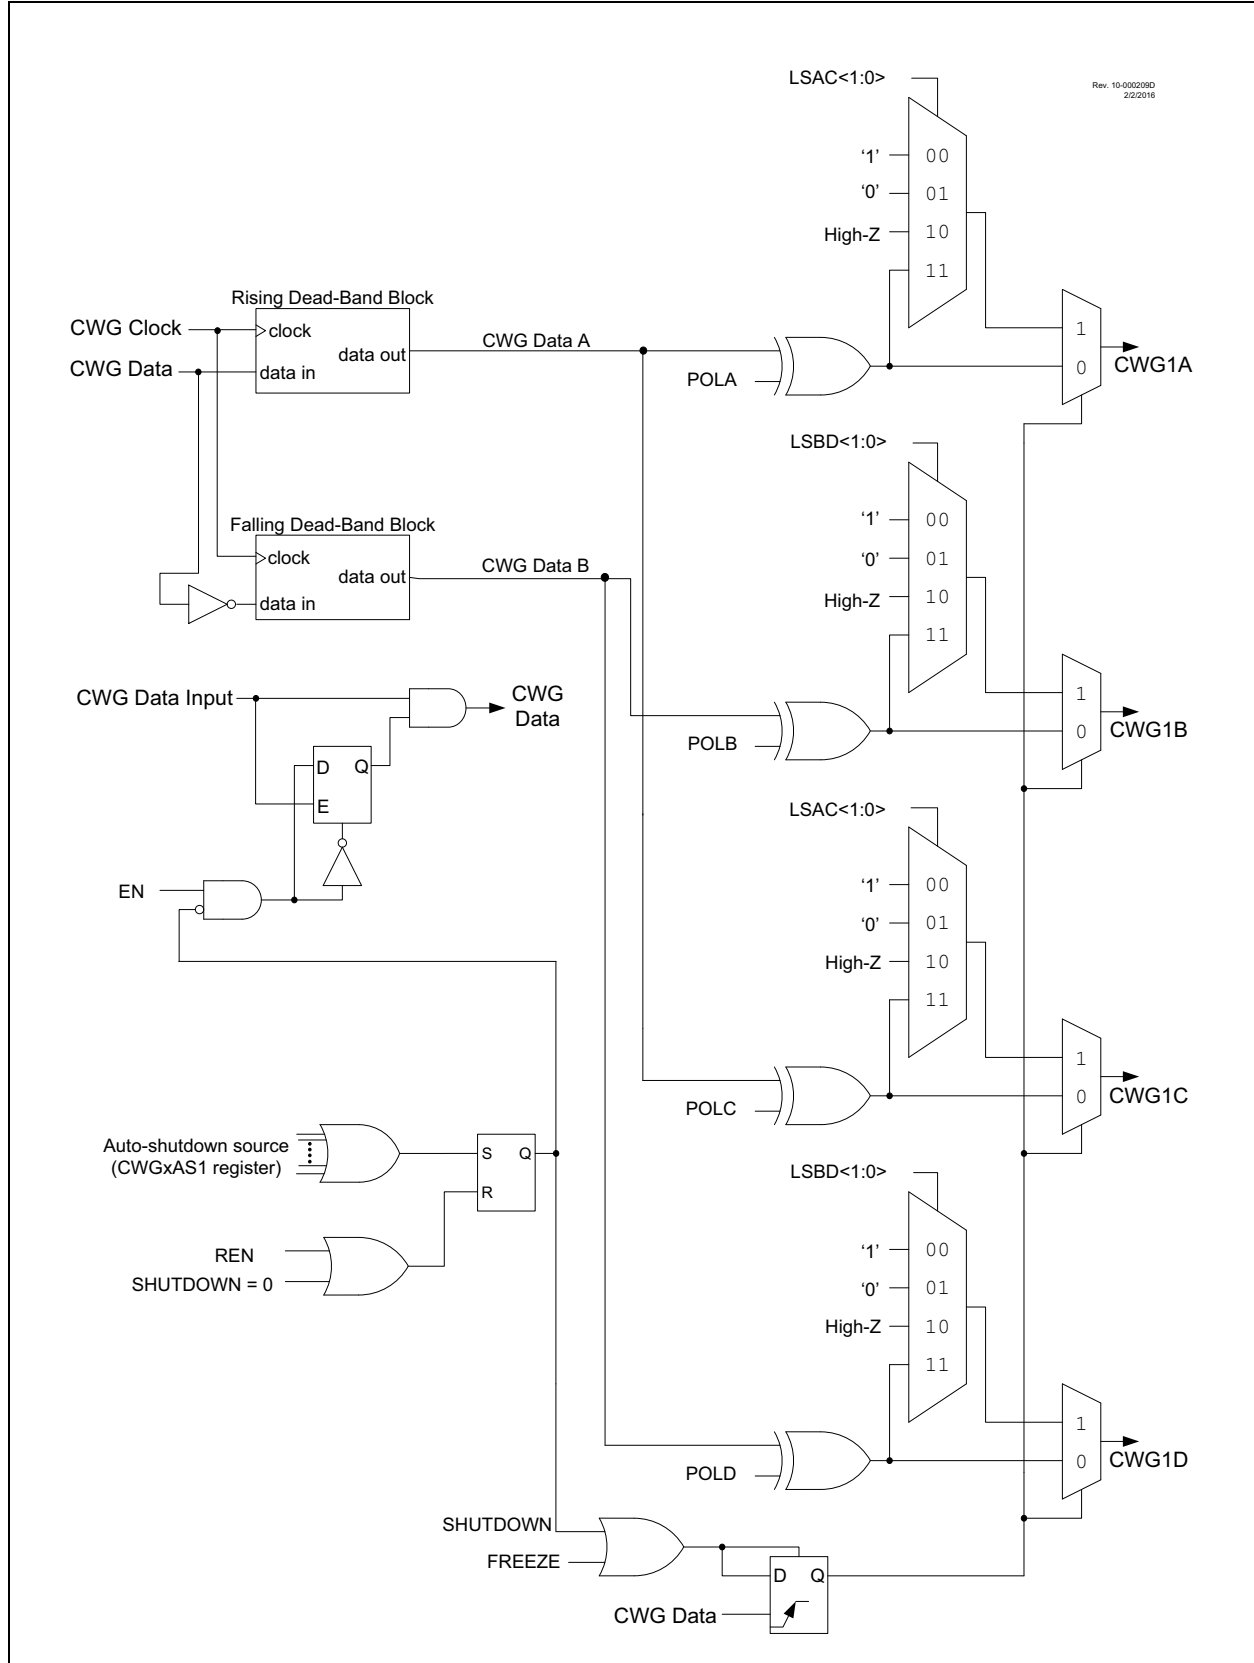 LSAC<1:0>
Rev. 10-000209D
2/2/2016
‘1’ 00
‘0’ 01
High-Z 10
11
Rising Dead-Band Block
CWG Clock
clock
CWG Data
data in
data out
CWG Data A
POLA
1
0
CWG1A
LSBD<1:0>
‘1’ 00
‘0’ 01
High-Z 10
11
Falling Dead-Band Block
clock
data out
data in
CWG Data B
POLB
1
0
CWG1B
CWG Data Input
CWG
Data
D Q
E
EN
LSAC<1:0>
‘1’ 00
‘0’ 01
High-Z 10
11
POLC
1
0
CWG1C
Auto-shutdown source
(CWGxAS1 register)
S Q
R
REN
SHUTDOWN = 0
LSBD<1:0>
‘1’ 00
‘0’ 01
High-Z 10
11
POLD
1
0
CWG1D
SHUTDOWN
FREEZE
D Q
CWG Data